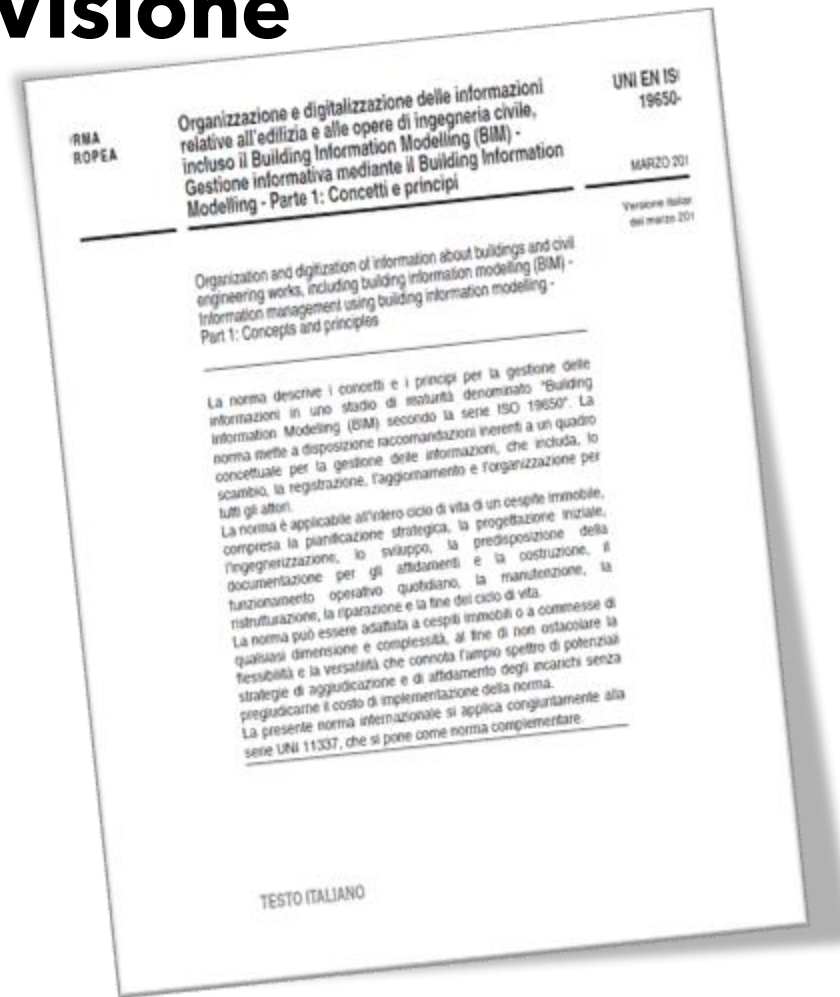 visione
RMA
ROPEA
Organizzazione e digitalizzazione delle informazioni
relative all'edilizia e alle opere di ingegneria civile,
incluso il Building Information Modelling (BIM) -
Gestione informativa mediante il Building Information
Modelling - Parte 1: Concetti e principi
UNI EN IS
19650-
MARZO 201
Versione italiar
del marzo 201
Organization and digitization of information about buildings and civil
engineering works, including building information modelling (BIM) -
Information management using building information modelling -
Part 1: Concepts and principles
La norma descrive i concetti e i principi per la gestione delle
informazioni in uno stadio di maturità denominato "Building
Information Modelling (BIM) secondo la serie ISO 19650". La
norma mette a disposizione raccomandazioni inerenti a un quadro
concettuale per la gestione delle informazioni, che includa, lo
scambio, la registrazione, l'aggiornamento e l'organizzazione per
tutti gli attori.
La norma è applicabile all'intero ciclo di vita di un cespite immobile,
compresa la pianificazione strategica, la progettazione iniziale,
l'ingegnerizzazione, lo sviluppo, la predisposizione della
documentazione per gli affidamenti e la costruzione, il
funzionamento operativo quotidiano, la manutenzione, la
ristrutturazione, la riparazione e la fine del ciclo di vita.
La norma può essere adattata a cespiti immobili o a commesse di
qualsiasi dimensione e complessità, al fine di non ostacolare la
flessibilità e la versatilità che connota l'ampio spettro di potenziali
strategie di aggiudicazione e di affidamento degli incarichi senza
pregiudicarne il costo di implementazione della norma.
La presente norma internazionale si applica congiuntamente alla
serie UNI 11337, che si pone come norma complementare.
TESTO ITALIANO